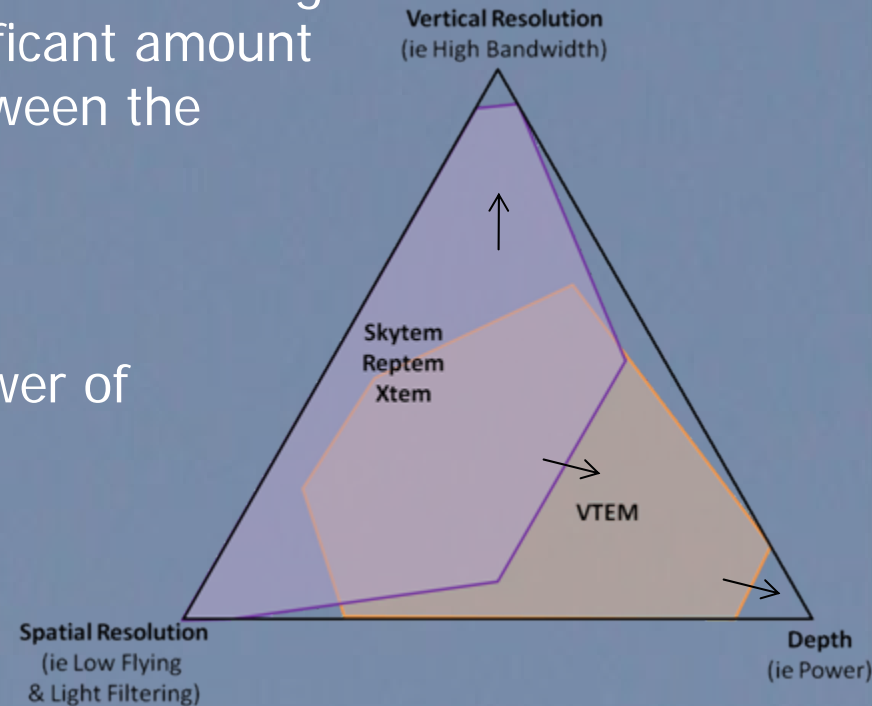 ficant amount
ween the
wer of
Vertical Resolution
(ie High Bandwidth)
Skytem
Reptem
Xtem
VTEM
Spatial Resolution
(ie Low Flying
& Light Filtering)
Depth
(ie Power)